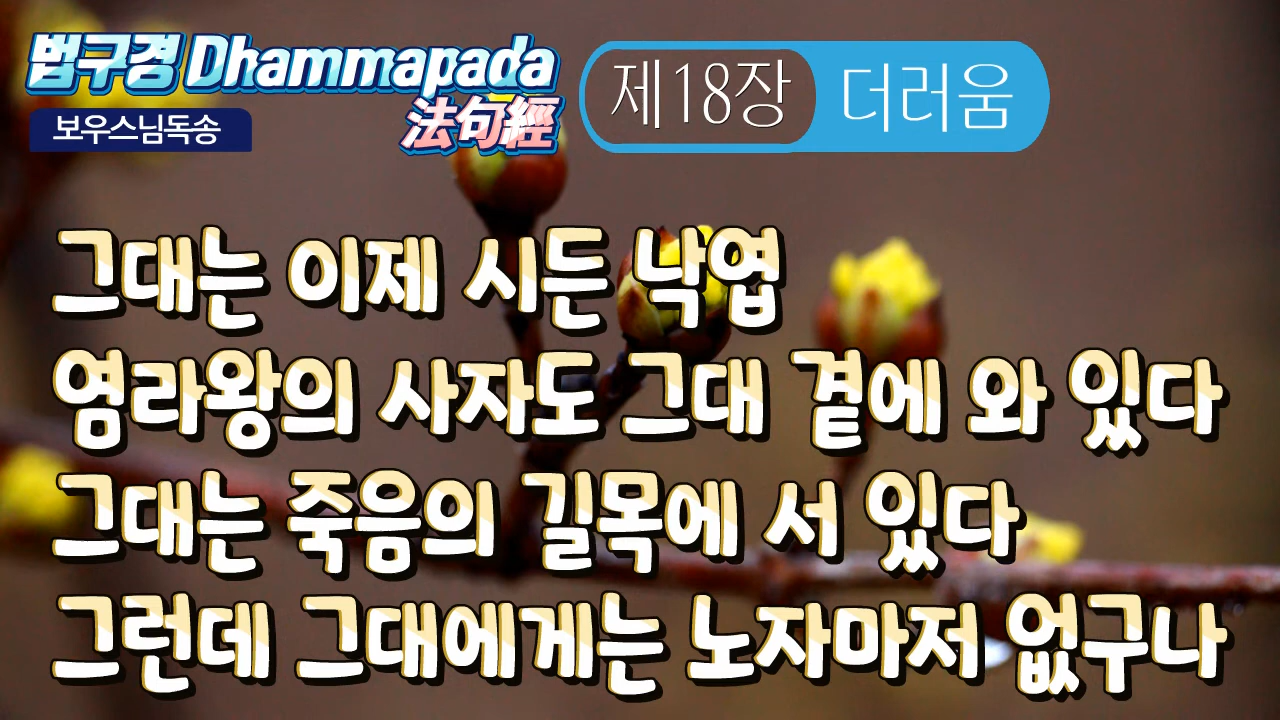 법구경 Dhammapada
法句經
보우스님독송
제18장 더러움
그대는 이제 시든 낙엽
염라왕의 사자도 그대 곁에 와 있다
그대는 죽음의 길목에 서 있다
그런데 그대에게는 노자마저 없구나